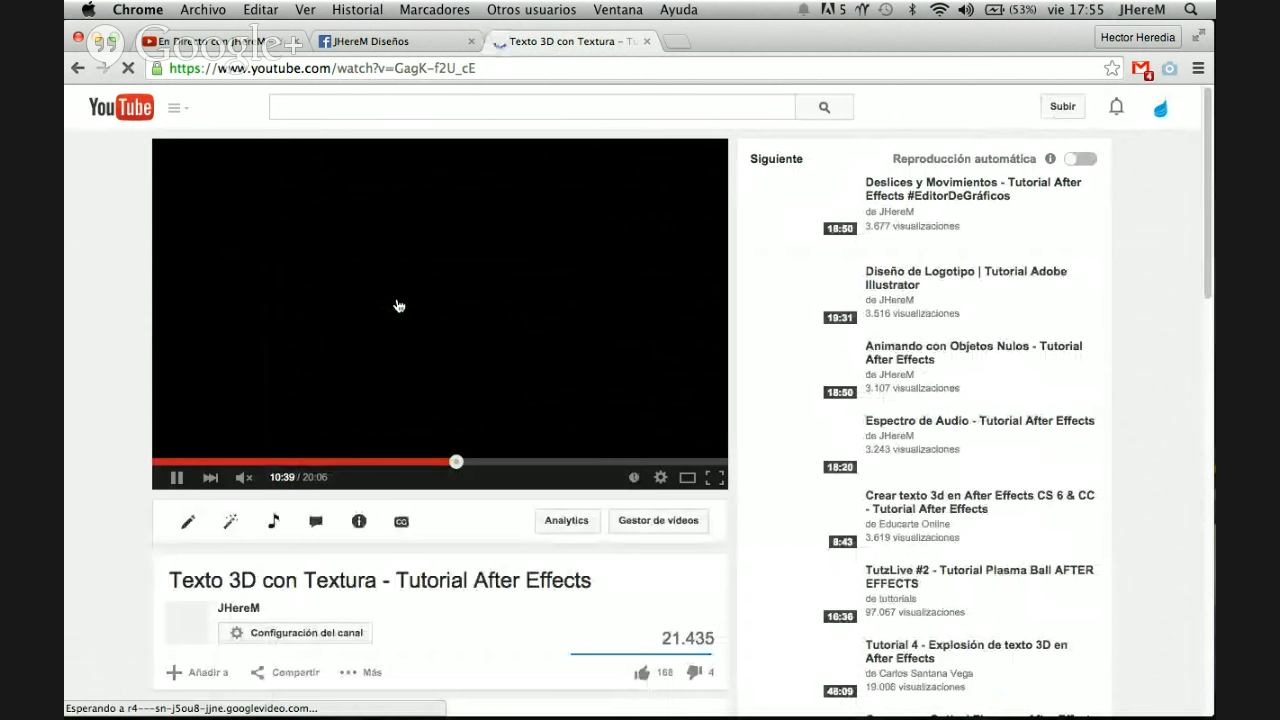 Chrome Archivo Editar Ver Historial Marcadores Otros usuarios Ventana Ayuda 5 (53%) vie 17:55 JHereM
Google+
En Directo con jhereM
JHereM Diseños
Texto 3D con Textura - Tu
Hector Heredia
https://www.youtube.com/watch?v=GagK-f2U_cE
4
YouTube
Subir
Siguiente
Reproducción automática
Deslices y Movimientos - Tutorial After
Effects #EditorDeGráficos
de JHereM
3.677 visualizaciones
18:50
Diseño de Logotipo | Tutorial Adobe
Illustrator
de JHereM
3.516 visualizaciones
19:31
Animando con Objetos Nulos - Tutorial
After Effects
de JHereM
3.107 visualizaciones
18:50
Espectro de Audio - Tutorial After Effects
de JHereM
3.243 visualizaciones
18:20
Crear texto 3d en After Effects CS 6 & CC
- Tutorial After Effects
de Educarte Online
3.619 visualizaciones
8:43
TutzLive #2 - Tutorial Plasma Ball AFTER
EFFECTS
de tuttorials
97.067 visualizaciones
16:36
Tutorial 4 - Explosión de texto 3D en
After Effects
de Carlos Santana Vega
19.006 visualizaciones
48:09
10:39 / 20:06
CC
Analytics
Gestor de vídeos
Texto 3D con Textura - Tutorial After Effects
JHereM
Configuración del canal
21.435
Añadir a
Compartir
Más
168
4
Esperando a r4---sn-j5ou8-jjne.googlevideo.com...